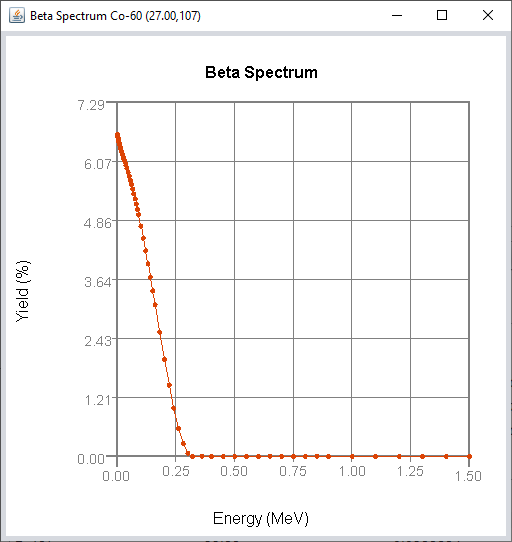 Beta Spectrum Co-60 (27.00,107)
Beta Spectrum
7.29
6.07
4.86
3.64
2.43
1.21
0.00
Yield (%)
0.00 0.25 0.50 0.75 1.00 1.25 1.50
Energy (MeV)